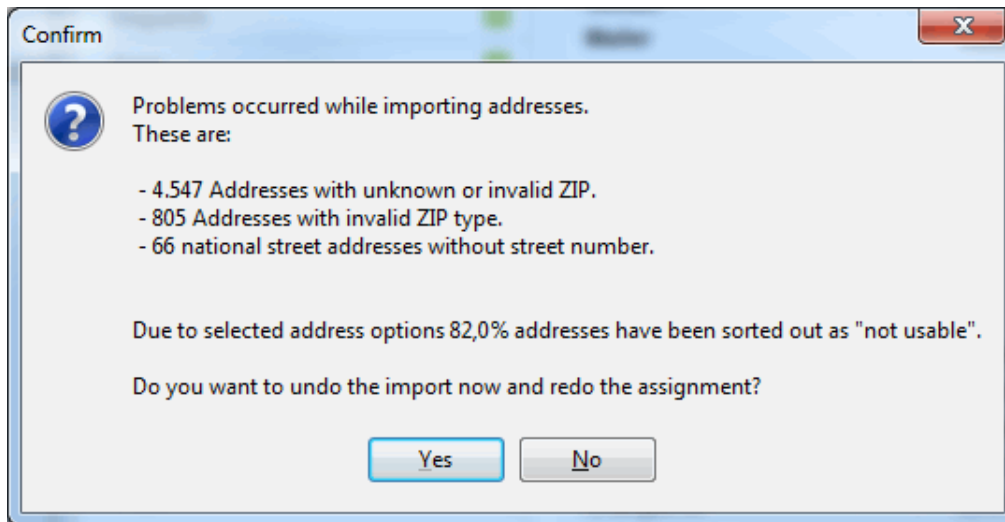 Confirm
Problems occurred while importing addresses.
These are:
- 4.547 Addresses with unknown or invalid ZIP.
- 805 Addresses with invalid ZIP type.
- 66 national street addresses without street number.
Due to selected address options 82,0% addresses have been sorted out as "not usable".
Do you want to undo the import now and redo the assignment?
Yes
No